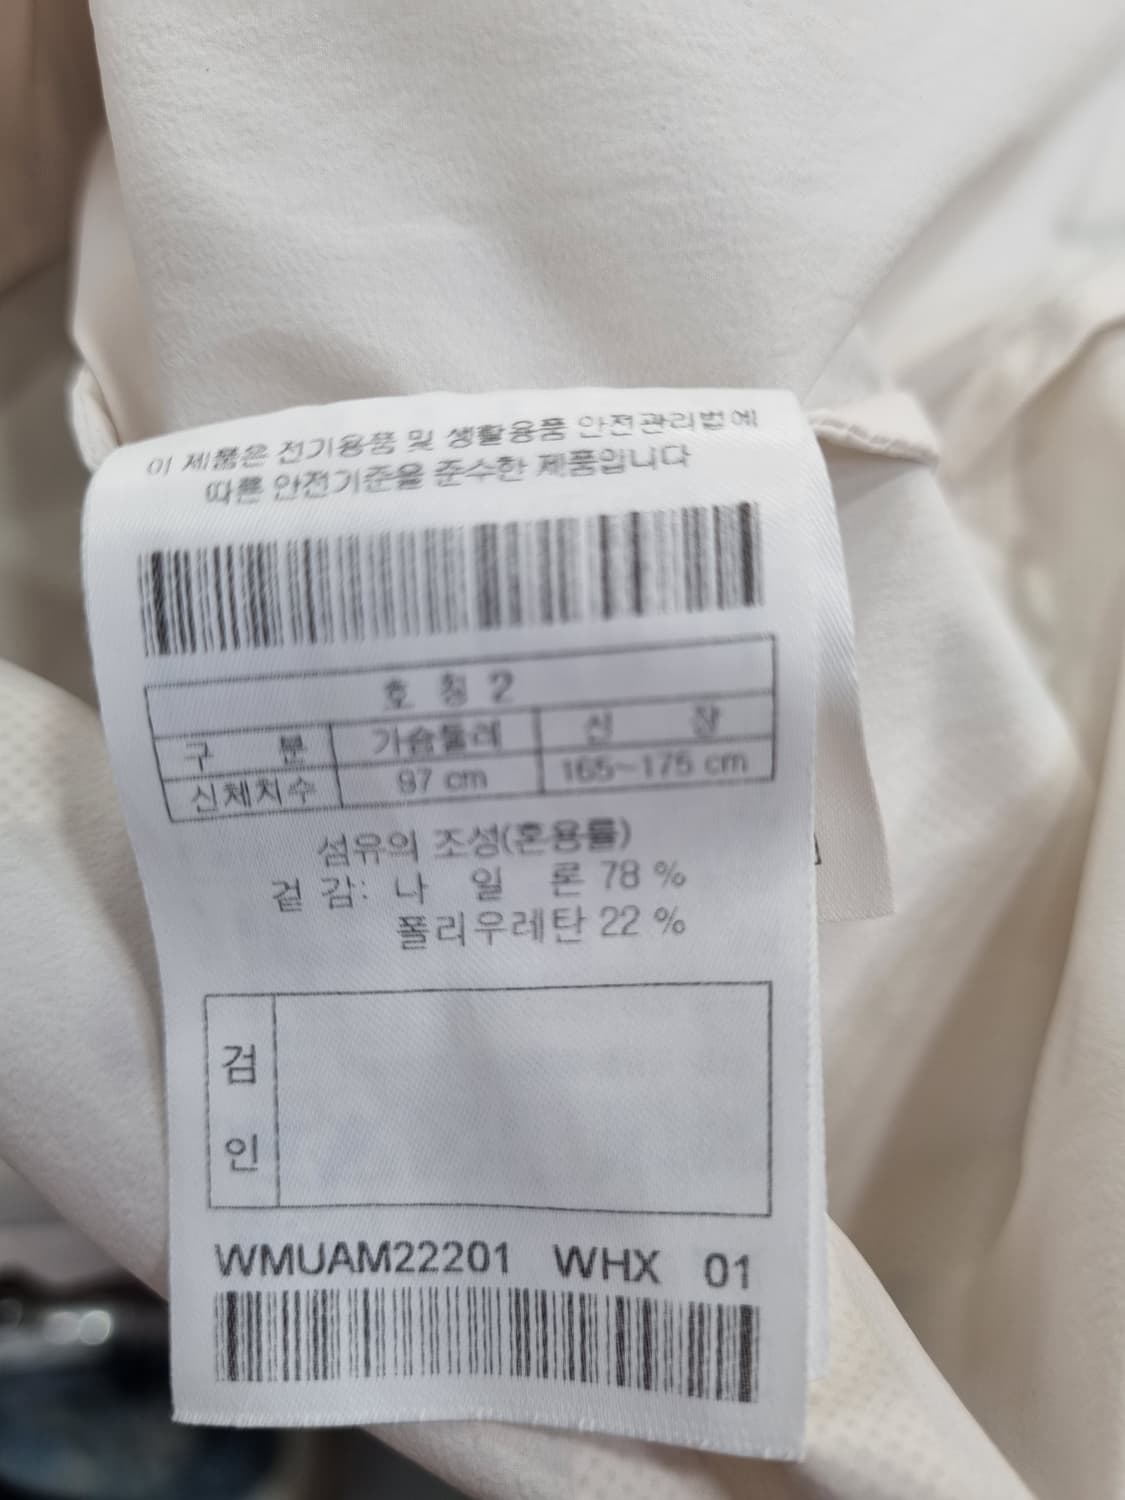 이 제품은 전기용품 및 생활용품 안전관리법에
따른 안전기준을 준수한 제품입니다
호 칭 2
구 분 가슴둘레 신 장
신체치수 97 cm 165~175 cm
섬유의 조성(혼용률)
겉 감: 나 일 론 78 %
폴리우레탄 22 %
검
인
WMUAM22201 WHX 01